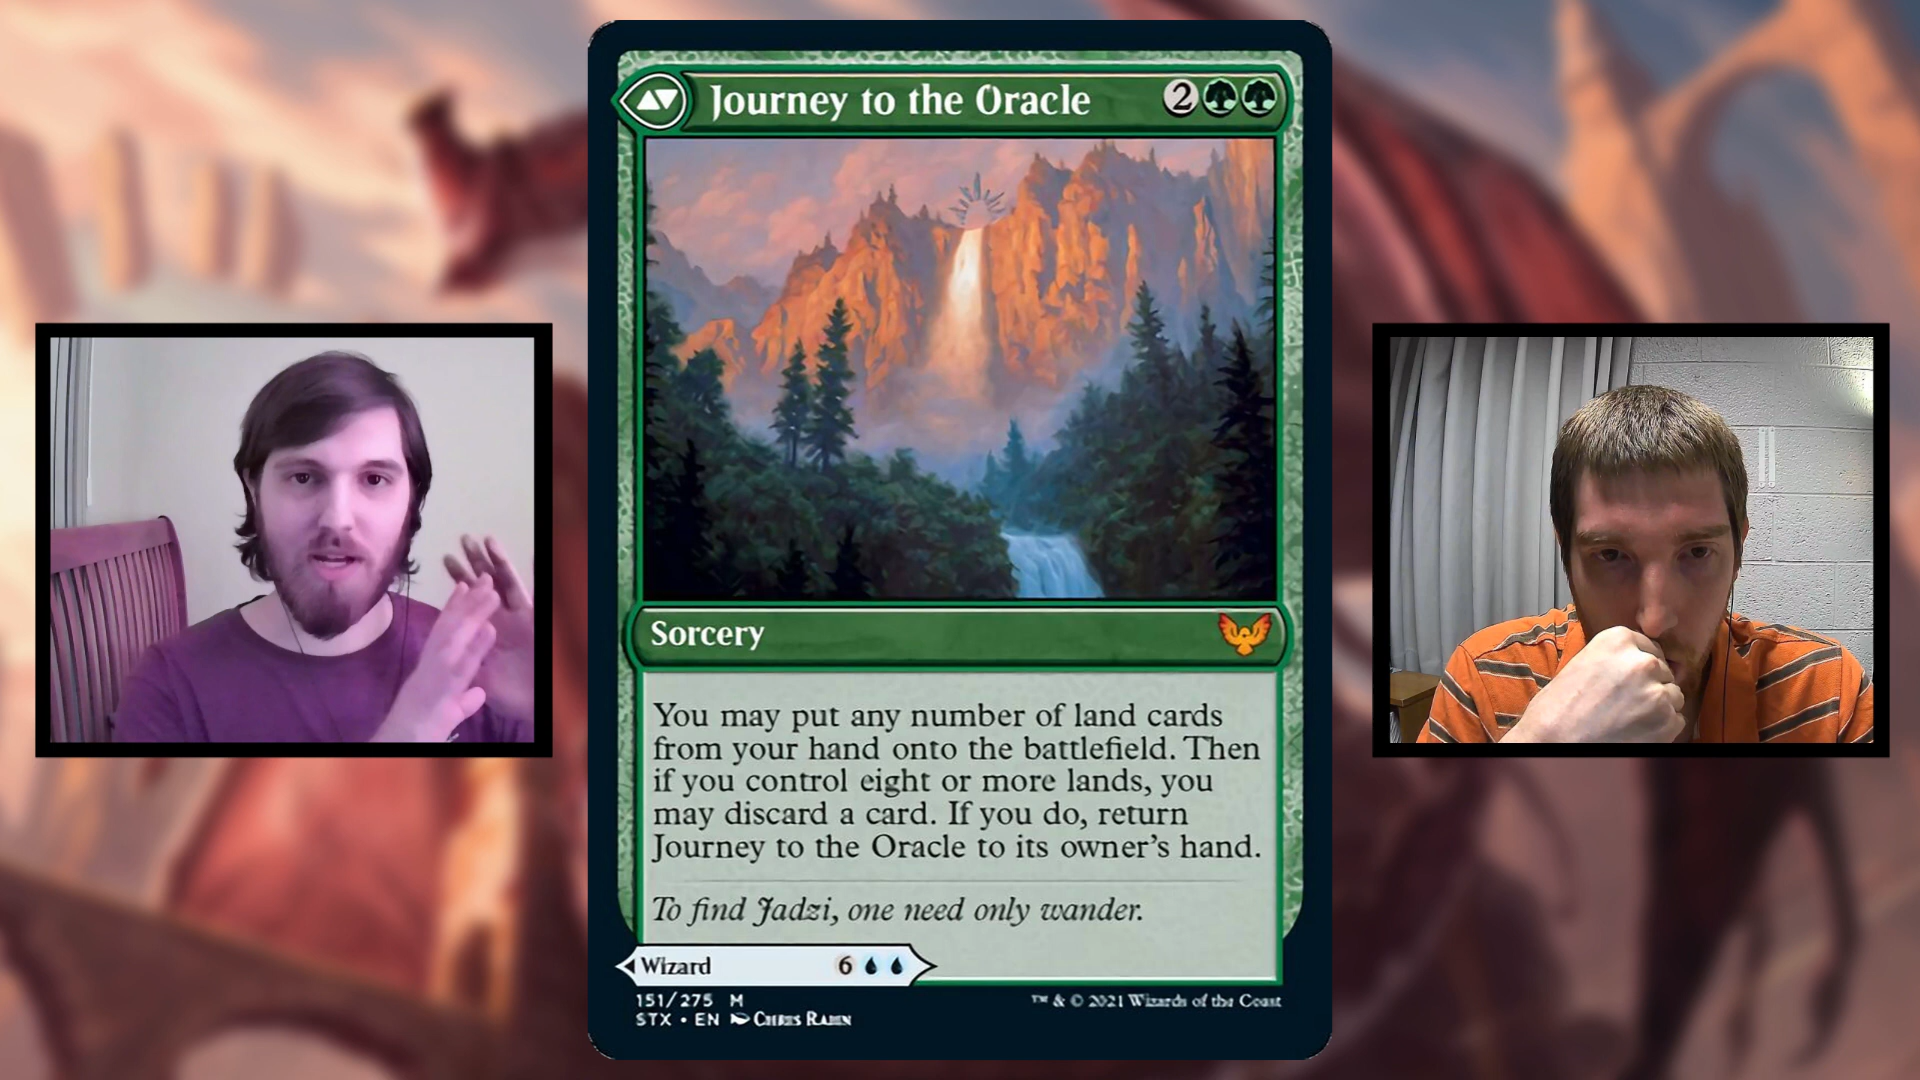 Journey to the Oracle 2
Sorcery
You may put any number of land cards
from your hand onto the battlefield. Then
if you control eight or more lands, you
may discard a card. If you do, return
Journey to the Oracle to its owner's hand.
To find Jadzi, one need only wander.
Wizard 6
151/275 M
™ & © 2021 Wizards of the Coast
STX • EN Chris Rahn